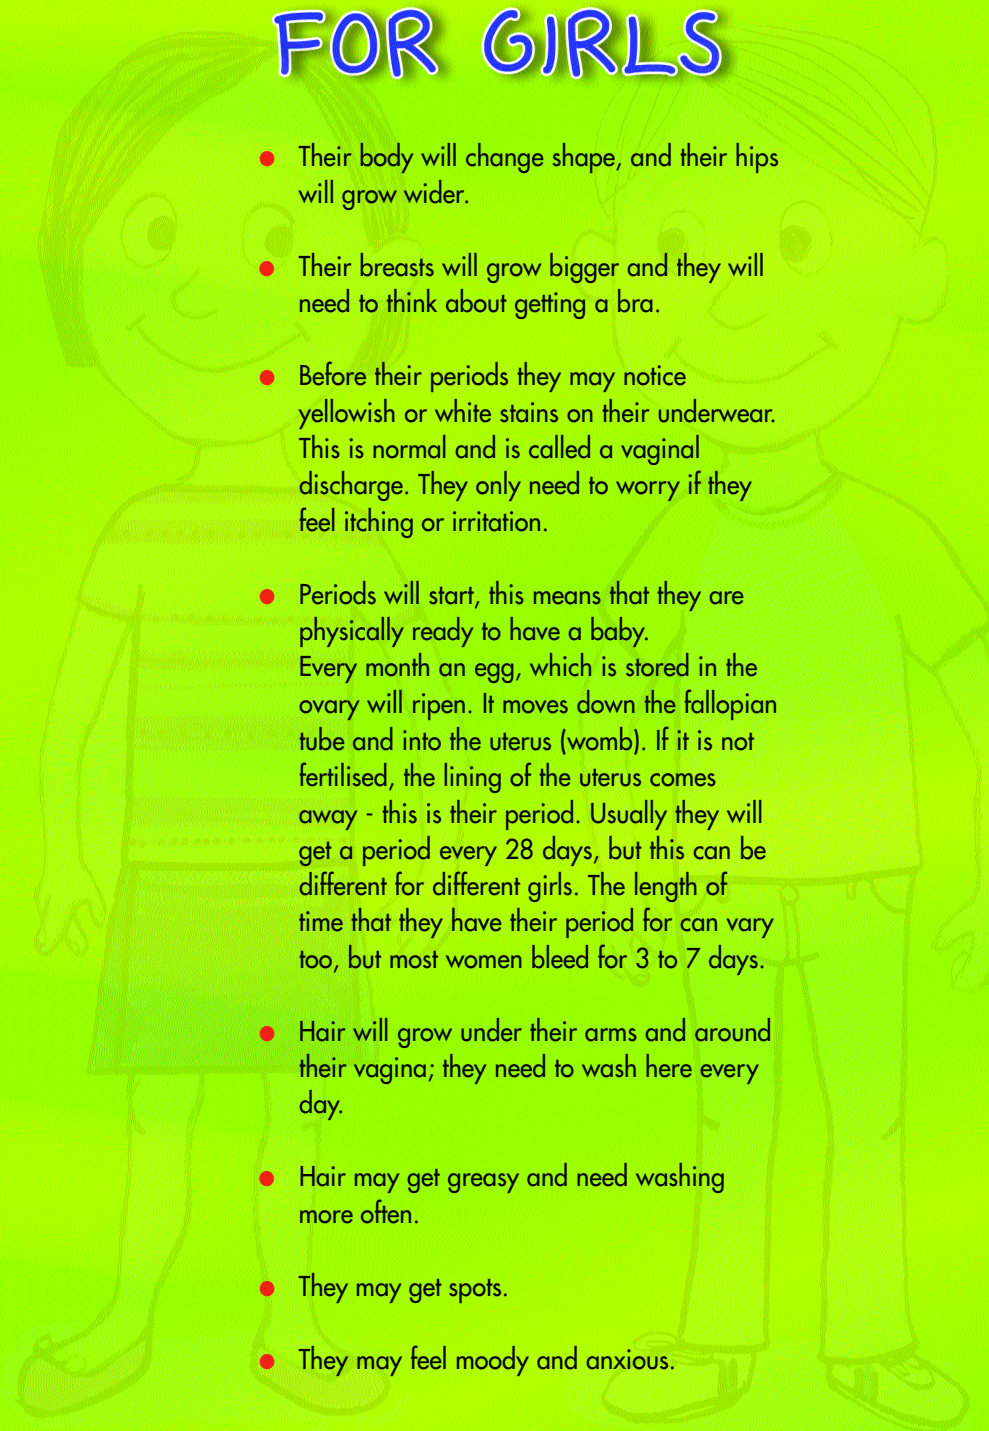 FOR GIRLS
• Their body will change shape, and their hips
will grow wider.
• Their breasts will grow bigger and they will
need to think about getting a bra.
• Before their periods they may notice
yellowish or white stains on their underwear.
This is normal and is called a vaginal
discharge. They only need to worry if they
feel itching or irritation.
• Periods will start, this means that they are
physically ready to have a baby.
Every month an egg, which is stored in the
ovary will ripen. It moves down the fallopian
tube and into the uterus (womb). If it is not
fertilised, the lining of the uterus comes
away - this is their period. Usually they will
get a period every 28 days, but this can be
different for different girls. The length of
time that they have their period for can vary
too, but most women bleed for 3 to 7 days.
• Hair will grow under their arms and around
their vagina; they need to wash here every
day.
• Hair may get greasy and need washing
more often.
• They may get spots.
• They may feel moody and anxious.